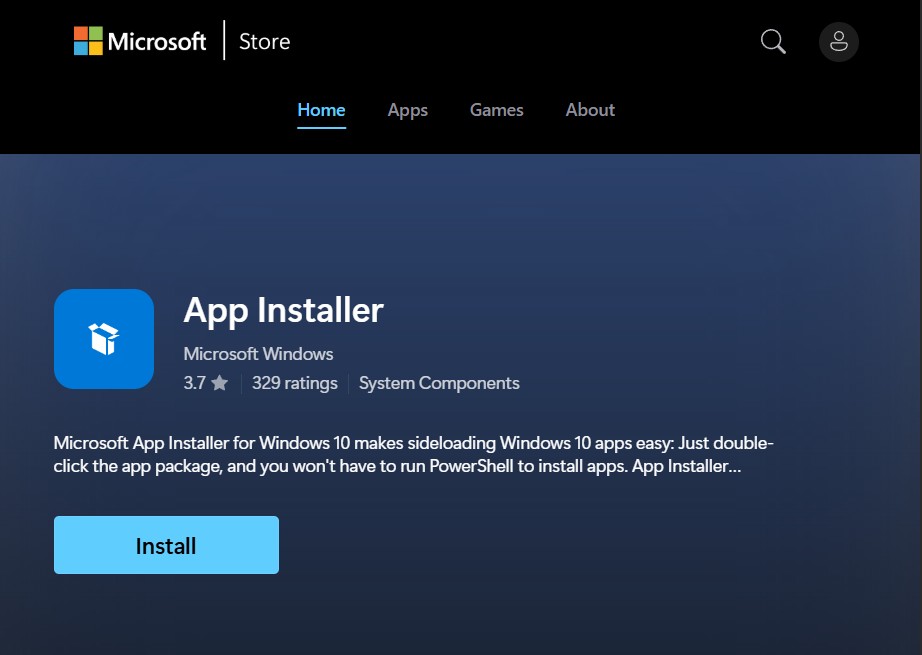 Microsoft Store
Home Apps Games About
App Installer
Microsoft Windows
3.7 329 ratings System Components
Microsoft App Installer for Windows 10 makes sideloading Windows 10 apps easy: Just double-
click the app package, and you won't have to run PowerShell to install apps. App Installer...
Install